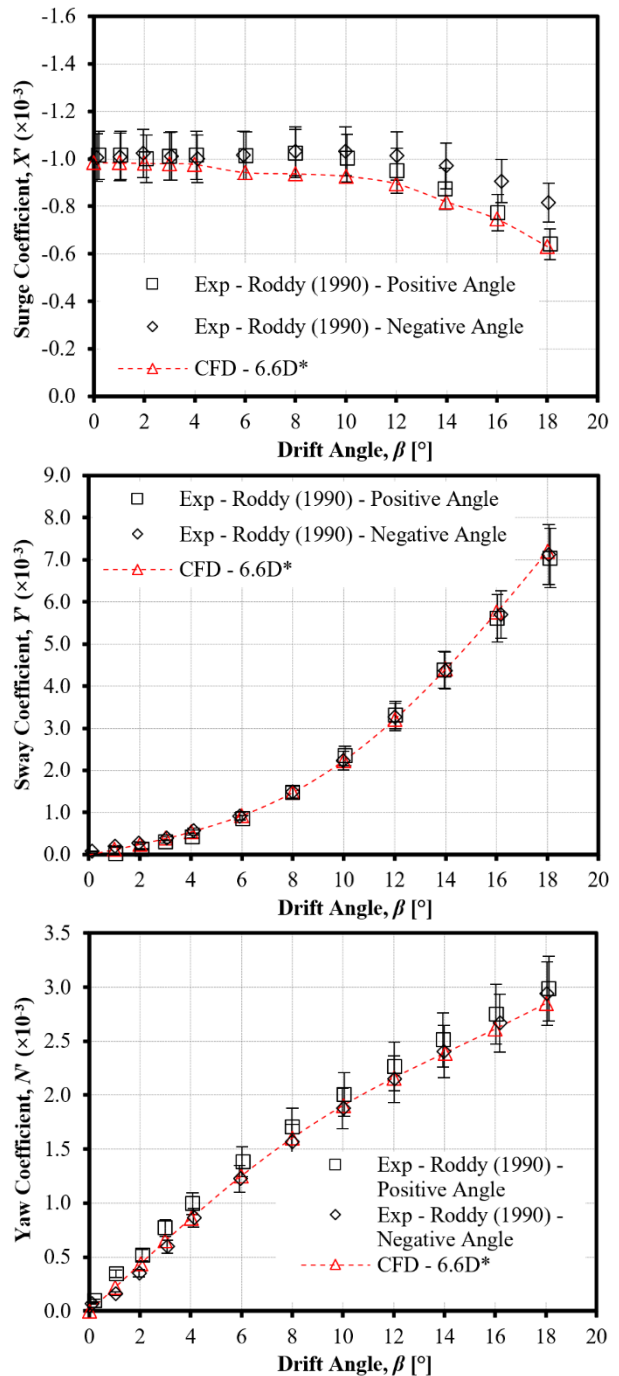 -1.6
-1.4
-1.2
-1.0
-0.8
-0.6
-0.4
-0.2
0.0
Surge Coefficient, X' (×10⁻³)
Exp - Roddy (1990) - Positive Angle
Exp - Roddy (1990) - Negative Angle
CFD - 6.6D*
0 2 4 6 8 10 12 14 16 18 20
Drift Angle, β [°]
9.0
8.0
7.0
6.0
5.0
4.0
3.0
2.0
1.0
0.0
Sway Coefficient, Y' (×10⁻³)
Exp - Roddy (1990) - Positive Angle
Exp - Roddy (1990) - Negative Angle
CFD - 6.6D*
0 2 4 6 8 10 12 14 16 18 20
Drift Angle, β [°]
3.5
3.0
2.5
2.0
1.5
1.0
0.5
0.0
Yaw Coefficient, N' (×10⁻³)
Exp - Roddy (1990) -
Positive Angle
Exp - Roddy (1990) -
Negative Angle
CFD - 6.6D*
0 2 4 6 8 10 12 14 16 18 20
Drift Angle, β [°]